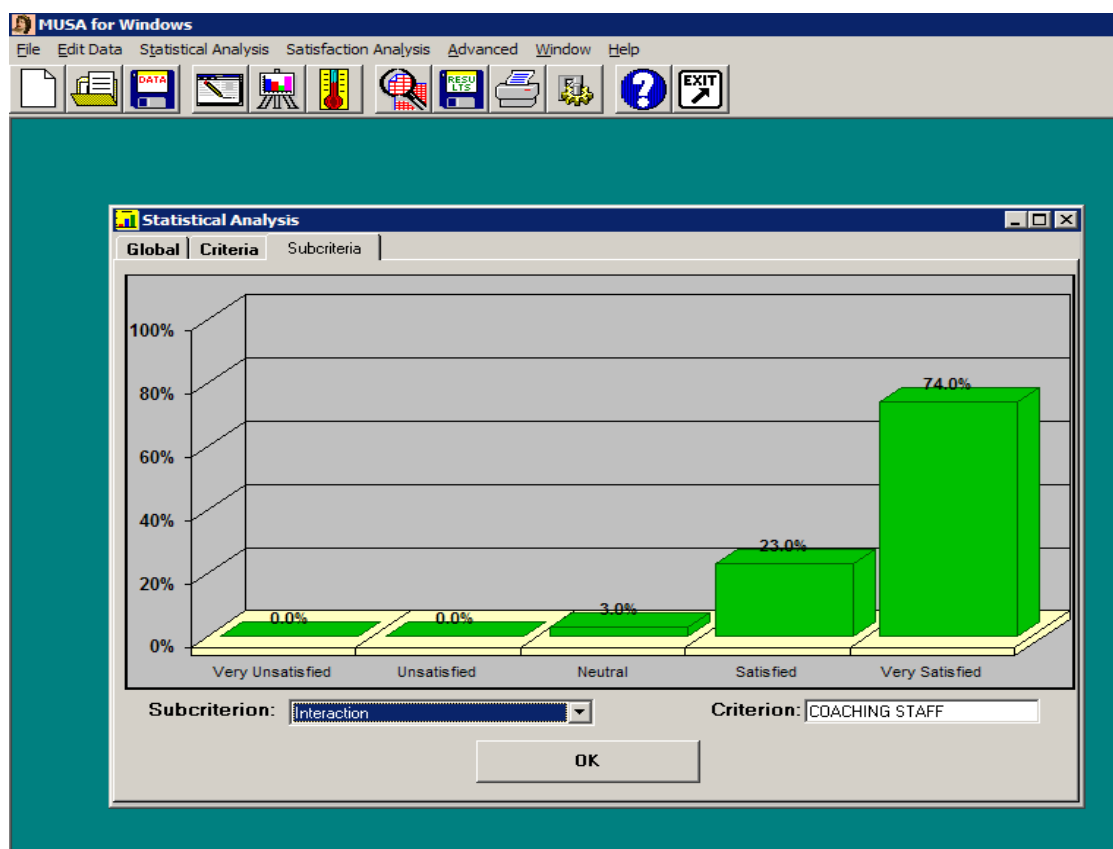 MUSA for Windows
File Edit Data Statistical Analysis Satisfaction Analysis Advanced Window Help
DATA RESU LTS ? EXIT
Statistical Analysis
Global Criteria Subcriteria
100%
80%
60%
40%
20%
0%
0.0% 0.0% 3.0% 23.0% 74.0%
Very Unsatisfied Unsatisfied Neutral Satisfied Very Satisfied
Subcriterion: Interaction Criterion: COACHING STAFF
OK